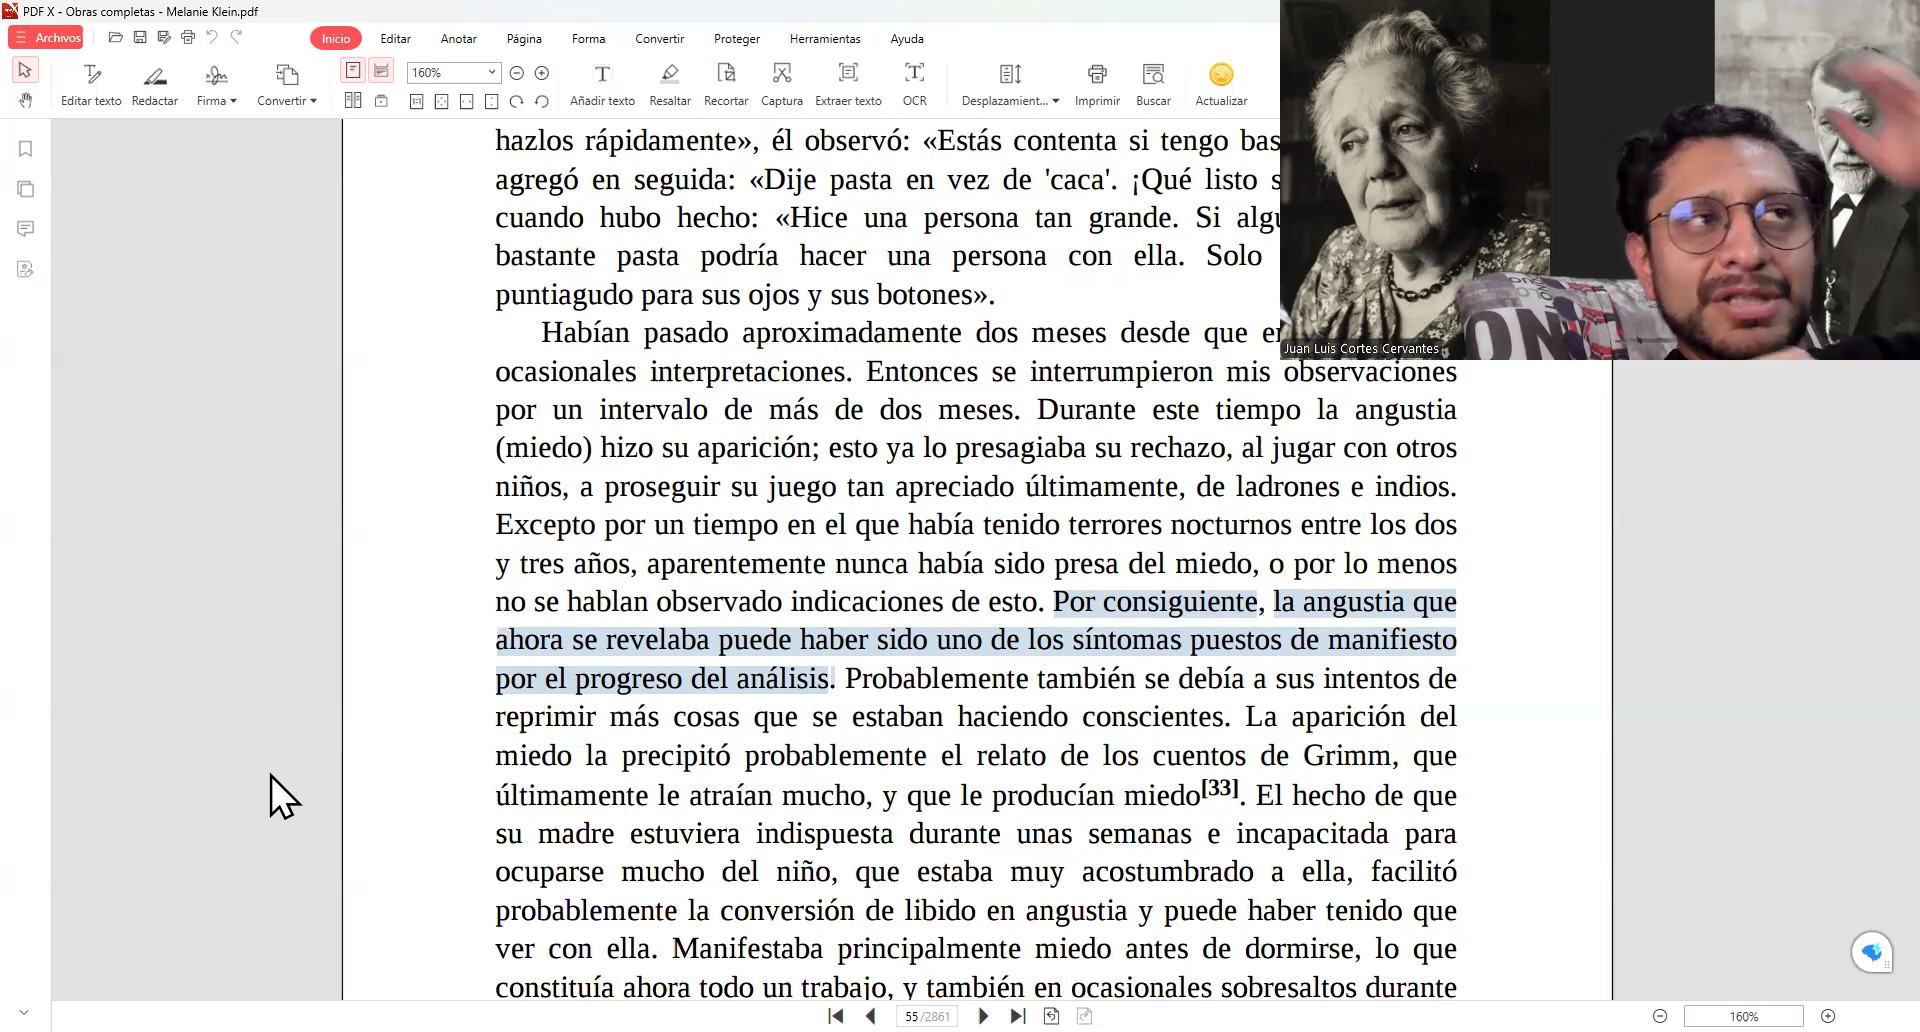 PDF X - Obras completas - Melanie Klein.pdf
Archivos
Inicio
Editar
Anotar
Página
Forma
Convertir
Proteger
Herramientas
Ayuda
Editar texto
Redactar
Firma
Convertir
160%
Añadir texto
Resaltar
Recortar
Captura
Extraer texto
OCR
Desplazamient...
Imprimir
Buscar
Actualizar
hazlos rápidamente», él observó: «Estás contenta si tengo bas
agregó en seguida: «Dije pasta en vez de 'caca'. ¡Qué listo s
cuando hubo hecho: «Hice una persona tan grande. Si algu
bastante pasta podría hacer una persona con ella. Solo
puntiagudo para sus ojos y sus botones».
Habían pasado aproximadamente dos meses desde que en
ocasionales interpretaciones. Entonces se interrumpieron mis observaciones
por un intervalo de más de dos meses. Durante este tiempo la angustia
(miedo) hizo su aparición; esto ya lo presagiaba su rechazo, al jugar con otros
niños, a proseguir su juego tan apreciado últimamente, de ladrones e indios.
Excepto por un tiempo en el que había tenido terrores nocturnos entre los dos
y tres años, aparentemente nunca había sido presa del miedo, o por lo menos
no se hablan observado indicaciones de esto. Por consiguiente, la angustia que
ahora se revelaba puede haber sido uno de los síntomas puestos de manifiesto
por el progreso del análisis. Probablemente también se debía a sus intentos de
reprimir más cosas que se estaban haciendo conscientes. La aparición del
miedo la precipitó probablemente el relato de los cuentos de Grimm, que
últimamente le atraían mucho, y que le producían miedo[33]. El hecho de que
su madre estuviera indispuesta durante unas semanas e incapacitada para
ocuparse mucho del niño, que estaba muy acostumbrado a ella, facilitó
probablemente la conversión de libido en angustia y puede haber tenido que
ver con ella. Manifestaba principalmente miedo antes de dormirse, lo que
constituía ahora todo un trabajo, y también en ocasionales sobresaltos durante
Juan Luis Cortes Cervantes
55 /2861
160%